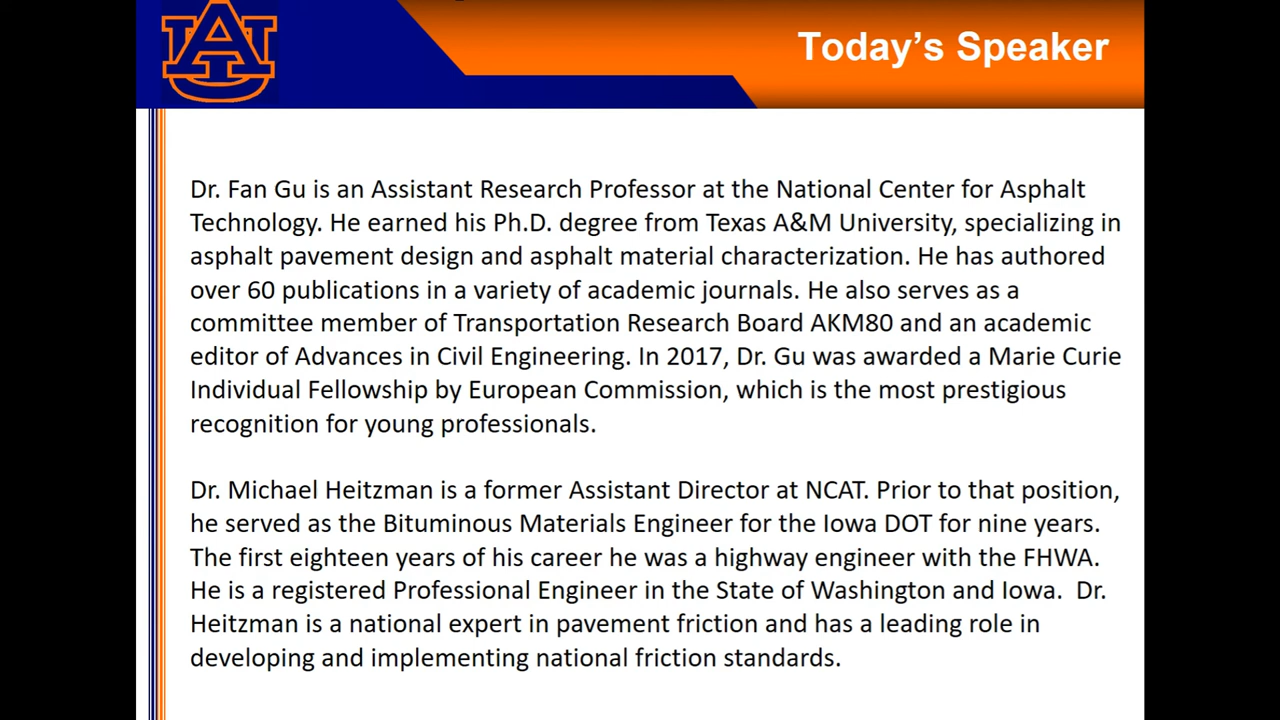 AU
Today's Speaker
Dr. Fan Gu is an Assistant Research Professor at the National Center for Asphalt
Technology. He earned his Ph.D. degree from Texas A&M University, specializing in
asphalt pavement design and asphalt material characterization. He has authored
over 60 publications in a variety of academic journals. He also serves as a
committee member of Transportation Research Board AKM80 and an academic
editor of Advances in Civil Engineering. In 2017, Dr. Gu was awarded a Marie Curie
Individual Fellowship by European Commission, which is the most prestigious
recognition for young professionals.
Dr. Michael Heitzman is a former Assistant Director at NCAT. Prior to that position,
he served as the Bituminous Materials Engineer for the Iowa DOT for nine years.
The first eighteen years of his career he was a highway engineer with the FHWA.
He is a registered Professional Engineer in the State of Washington and Iowa.  Dr.
Heitzman is a national expert in pavement friction and has a leading role in
developing and implementing national friction standards.